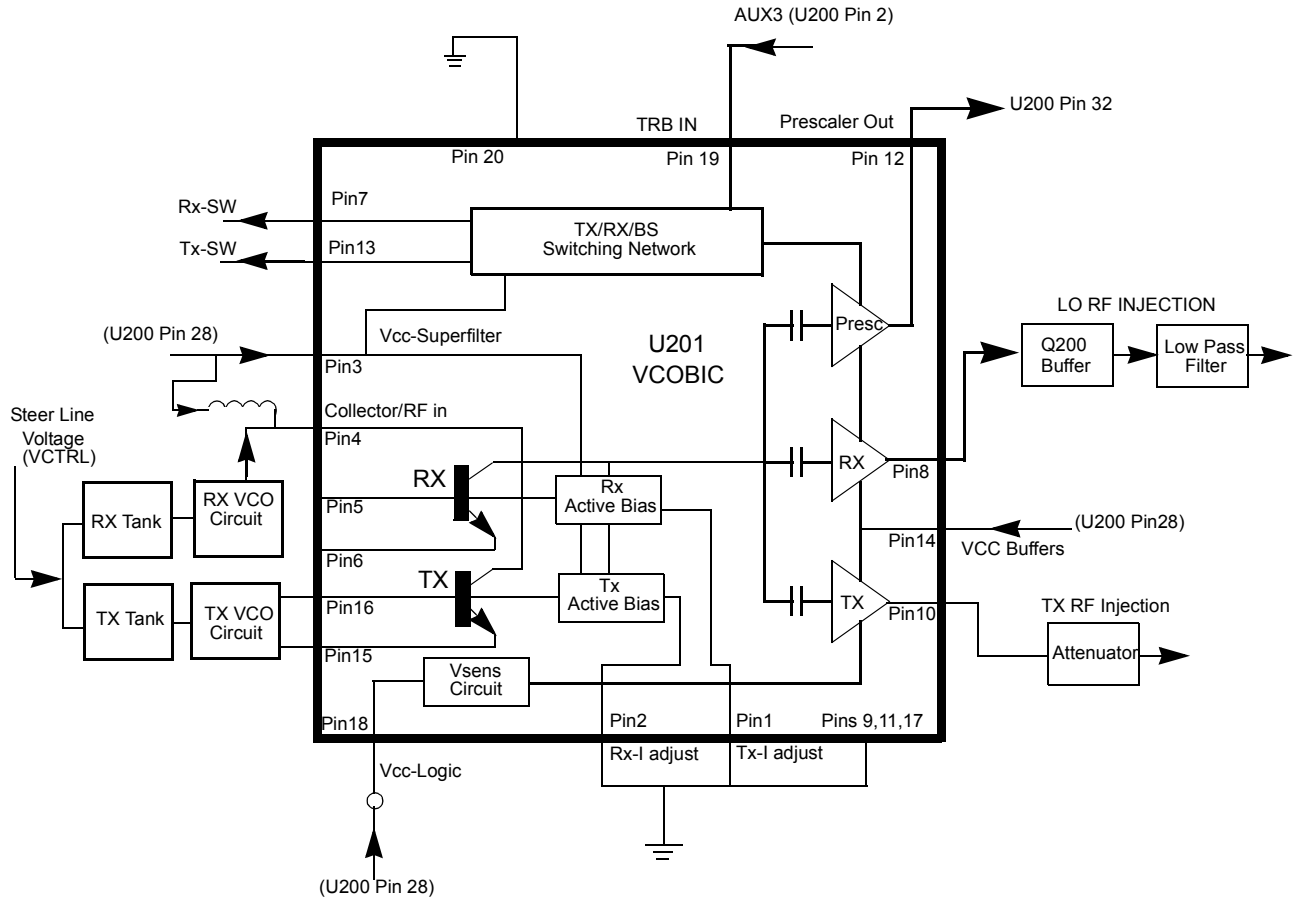 AUX3 (U200 Pin 2)
U200 Pin 32
TRB IN
Prescaler Out
Pin 20
Pin 19
Pin 12
Pin7
Rx-SW
TX/RX/BS
Switching Network
Tx-SW
Pin13
LO RF INJECTION
(U200 Pin 28)
Vcc-Superfilter
Presc
U201
VCOBIC
Q200
Buffer
Low Pass
Filter
Pin3
Steer Line
Voltage
(VCTRL)
Collector/RF in
Pin4
RX
Rx
Active Bias
RX
Pin8
RX Tank
RX VCO
Circuit
Pin5
(U200 Pin28)
Pin14
VCC Buffers
Pin6
TX
Tx
Active Bias
TX
Pin10
TX RF Injection
Pin16
TX Tank
TX VCO
Circuit
Attenuator
Pin15
Vsens
Circuit
Pin18
Pin2
Pin1
Pins 9,11,17
Rx-I adjust
Tx-I adjust
Vcc-Logic
(U200 Pin 28)